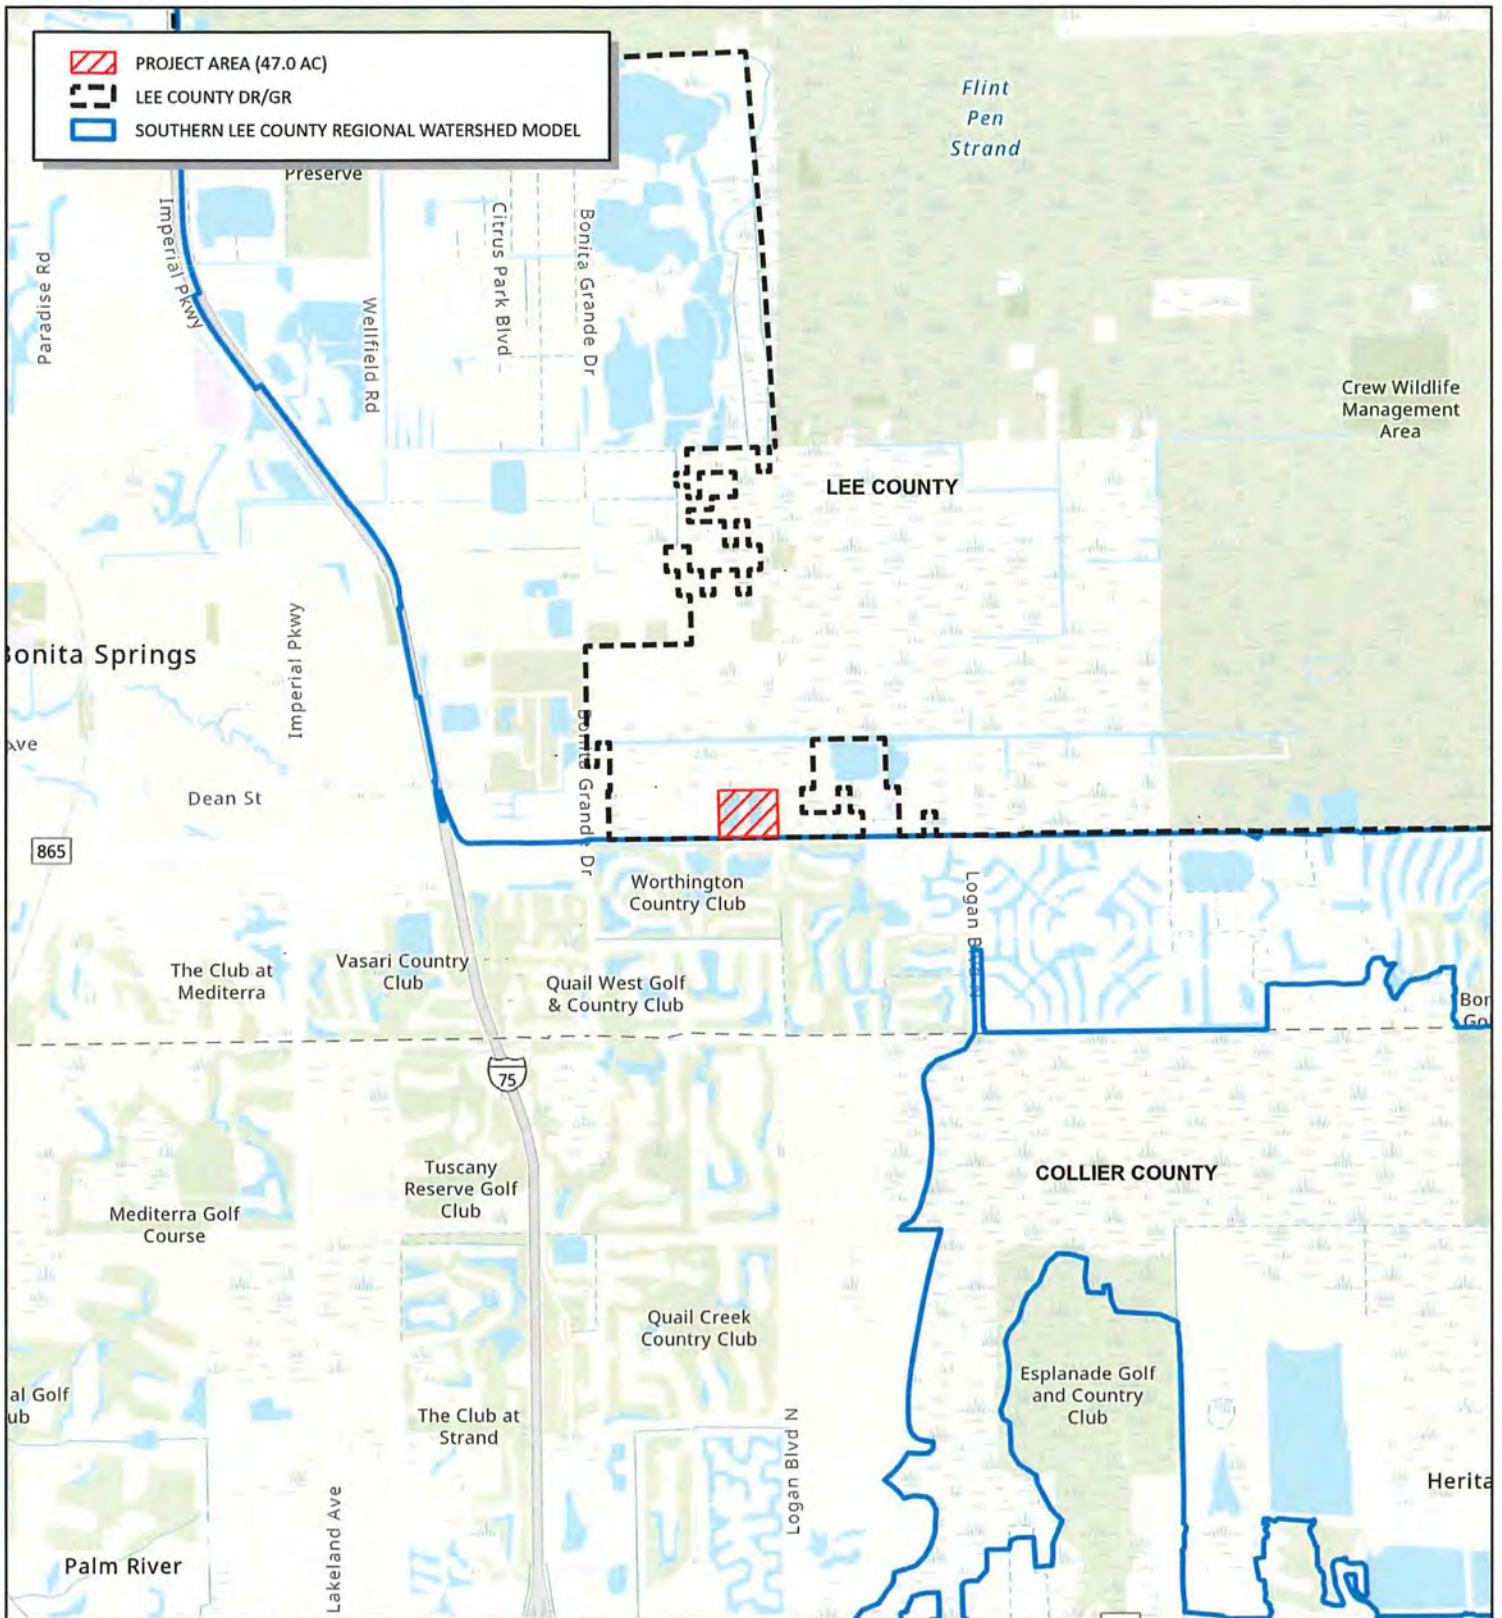 PROJECT AREA (47.0 AC)
LEE COUNTY DR/GR
SOUTHERN LEE COUNTY REGIONAL WATERSHED MODEL
Flint
Pen
Strand
Preserve
Imperial Pkwy
Paradise Rd
Wellfield Rd
Citrus Park Blvd
Bonita Grande Dr
Crew Wildlife
Management
Area
LEE COUNTY
Bonita Springs
Imperial Pkwy
Ave
Dean St
Bonita Grande Dr
865
Worthington
Country Club
Logan Blvd N
The Club at
Mediterra
Vasari Country
Club
Quail West Golf
& Country Club
Bon
Go
75
Tuscany
Reserve Golf
Club
COLLIER COUNTY
Mediterra Golf
Course
Quail Creek
Country Club
Esplanade Golf
and Country
Club
al Golf
ub
The Club at
Strand
Logan Blvd N
Herita
Lakeland Ave
Palm River